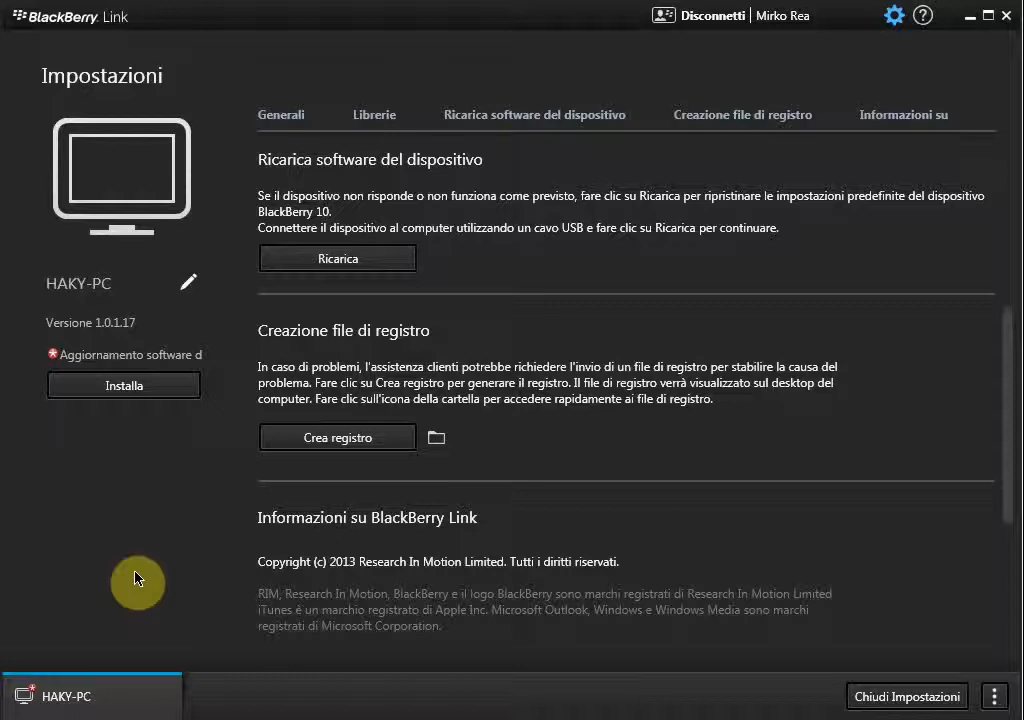 BlackBerry Link
Disconnetti | Mirko Rea
Impostazioni
Generali Librerie Ricarica software del dispositivo Creazione file di registro Informazioni su
HAKY-PC
Versione 1.0.1.17
Aggiornamento software d
Installa
Ricarica software del dispositivo
Se il dispositivo non risponde o non funziona come previsto, fare clic su Ricarica per ripristinare le impostazioni predefinite del dispositivo
BlackBerry 10.
Connettere il dispositivo al computer utilizzando un cavo USB e fare clic su Ricarica per continuare.
Ricarica
Creazione file di registro
In caso di problemi, l'assistenza clienti potrebbe richiedere l'invio di un file di registro per stabilire la causa del
problema. Fare clic su Crea registro per generare il registro. Il file di registro verrà visualizzato sul desktop del
computer. Fare clic sull'icona della cartella per accedere rapidamente ai file di registro.
Crea registro
Informazioni su BlackBerry Link
Copyright (c) 2013 Research In Motion Limited. Tutti i diritti riservati.
RIM, Research In Motion, BlackBerry e il logo BlackBerry sono marchi registrati di Research In Motion Limited
iTunes è un marchio registrato di Apple Inc. Microsoft Outlook, Windows e Windows Media sono marchi
registrati di Microsoft Corporation.
HAKY-PC
Chiudi Impostazioni